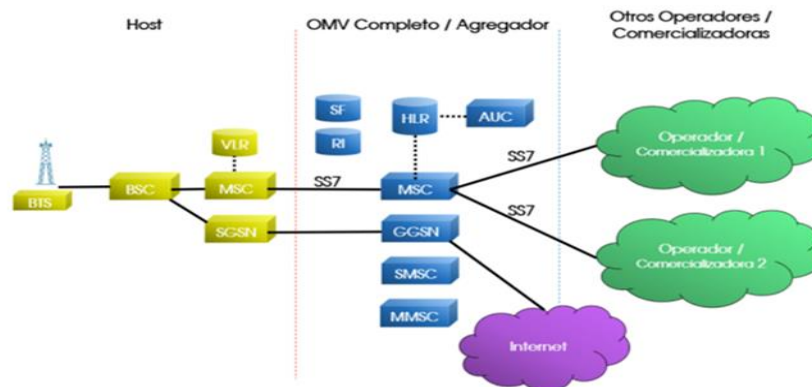 Host
OMV Completo / Agregador
Otros Operadores /
Comercializadoras
SF
RI
HLR
AUC
VLR
BTS
BSC
MSC
SS7
MSC
SS7
SS7
Operador /
Comercializadora 1
SGSN
GGSN
SMSC
MMSC
Operador /
Comercializadora 2
Internet